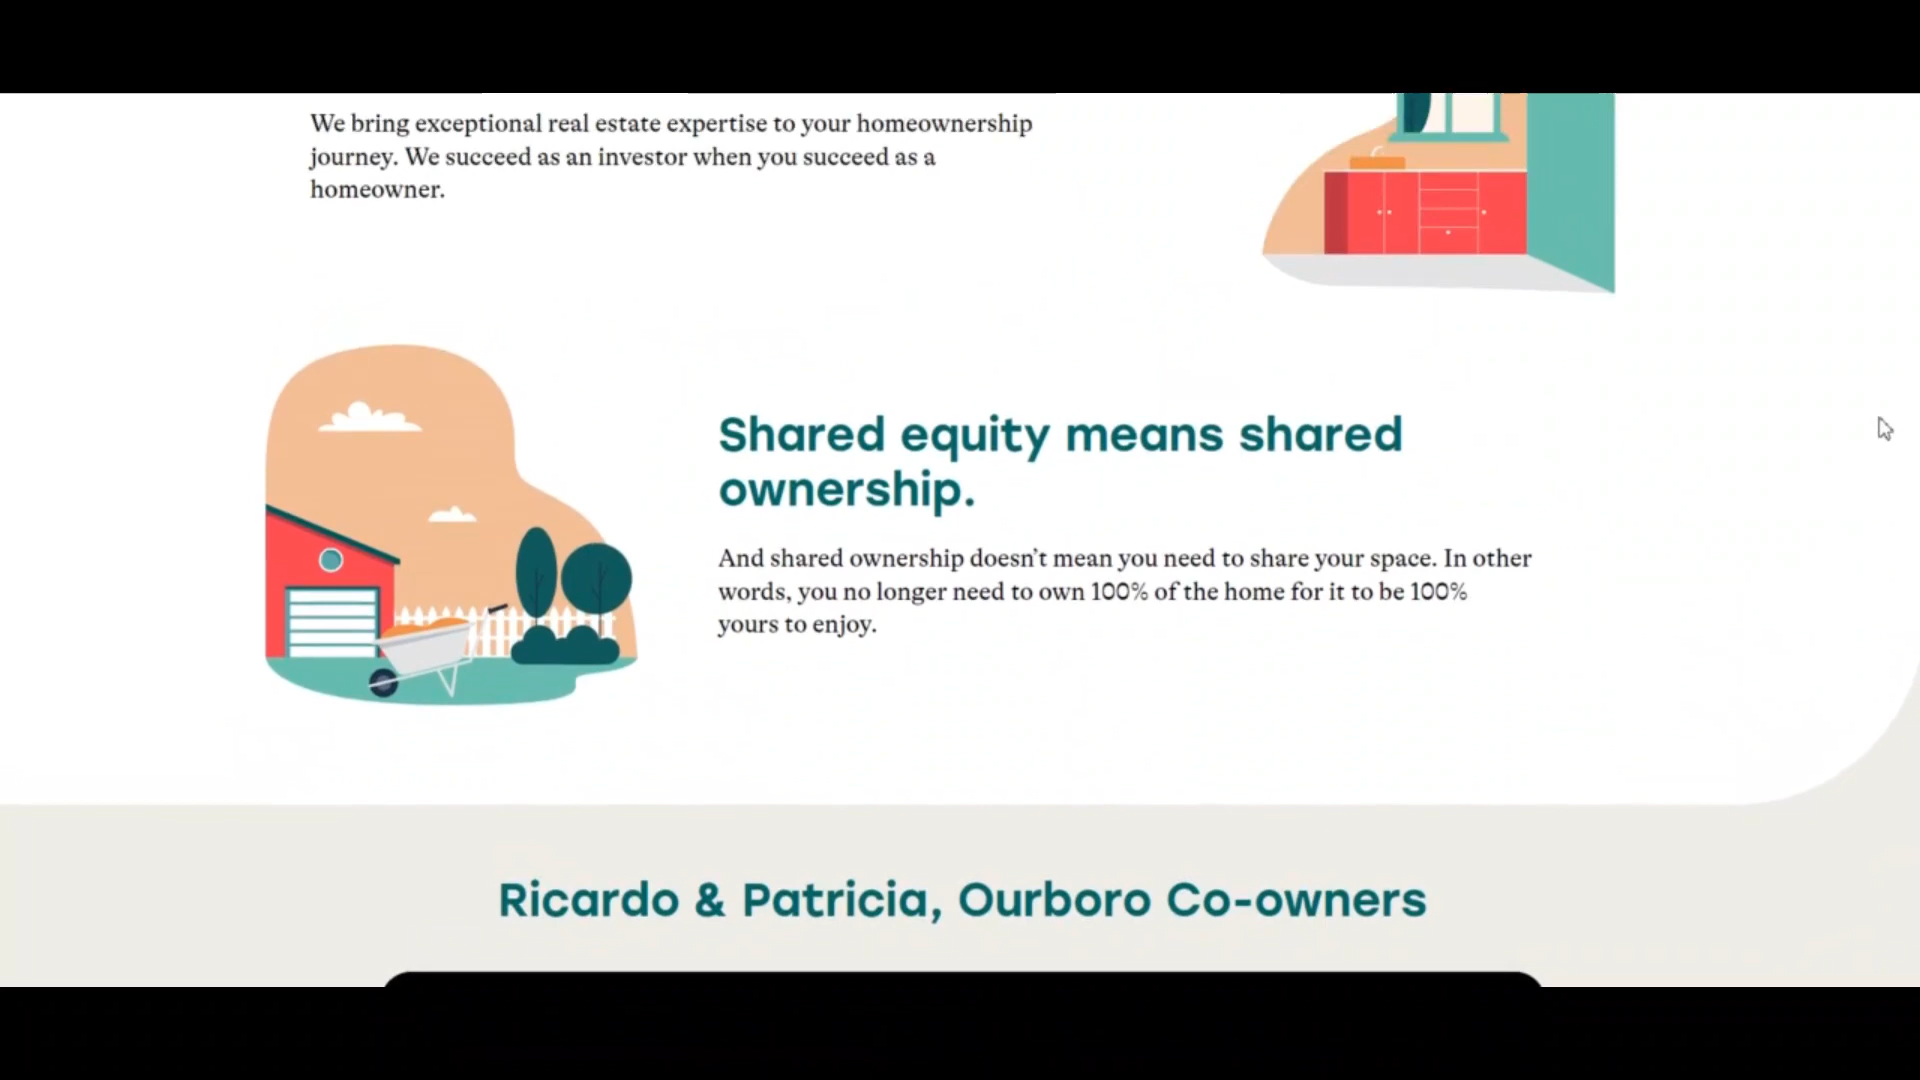 We bring exceptional real estate expertise to your homeownership
journey. We succeed as an investor when you succeed as a
homeowner.
Shared equity means shared
ownership.
And shared ownership doesn’t mean you need to share your space. In other
words, you no longer need to own 100% of the home for it to be 100%
yours to enjoy.
Ricardo & Patricia, Ourboro Co-owners